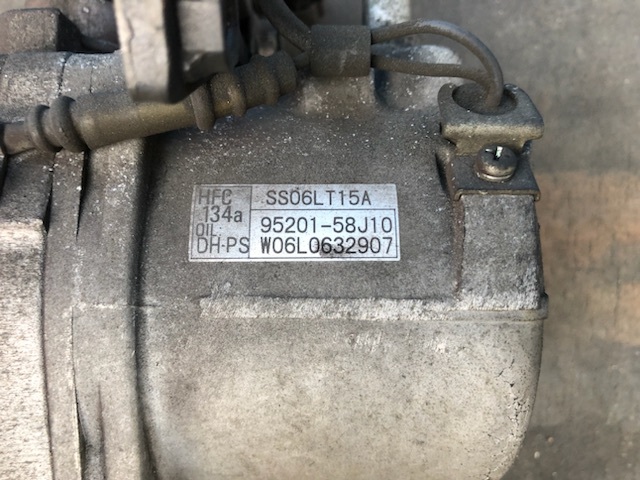 HFC 134a SS06LT15A
OIL: 95201-58J10
DH-PS W06L0632907